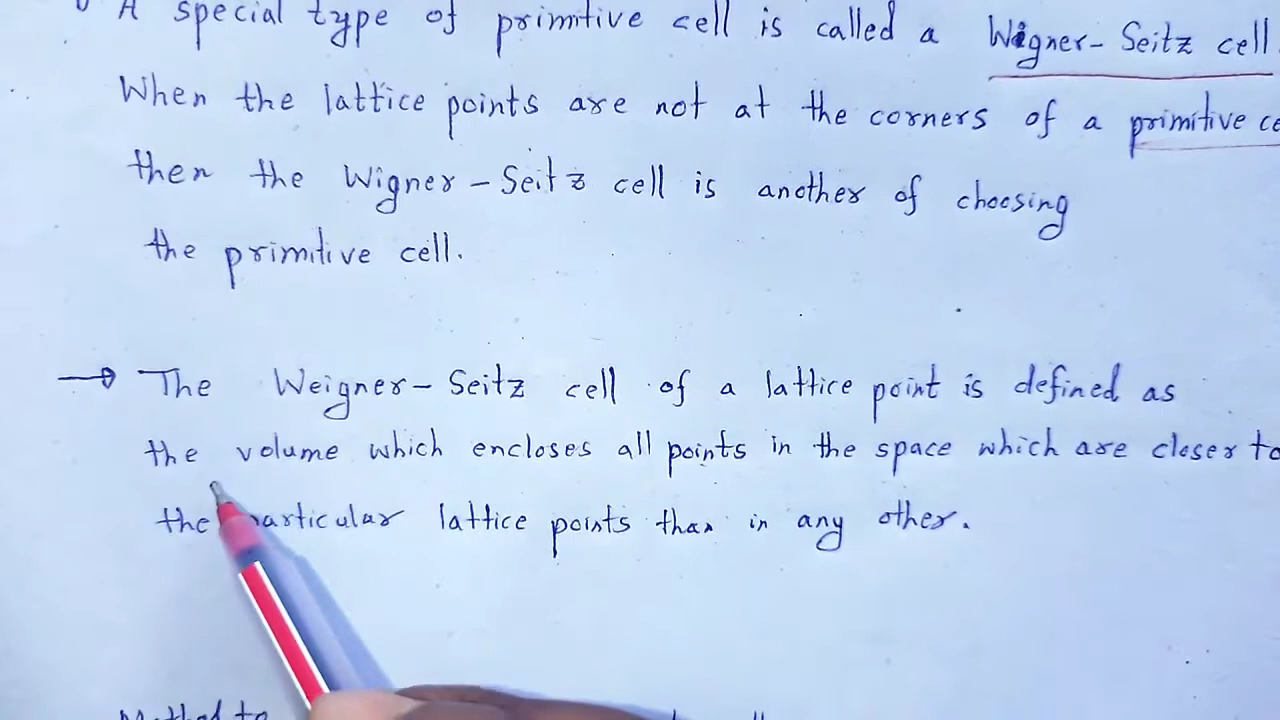 A special type of primitive cell is called a Wigner-Seitz cell.
When the lattice points are not at the corners of a primitive ce
then the Wigner-Seitz cell is another of choosing
the primitive cell.
→ The Weigner-Seitz cell of a lattice point is defined as
the volume which encloses all points in the space which are closer to
the particular lattice points than in any other.
Method to